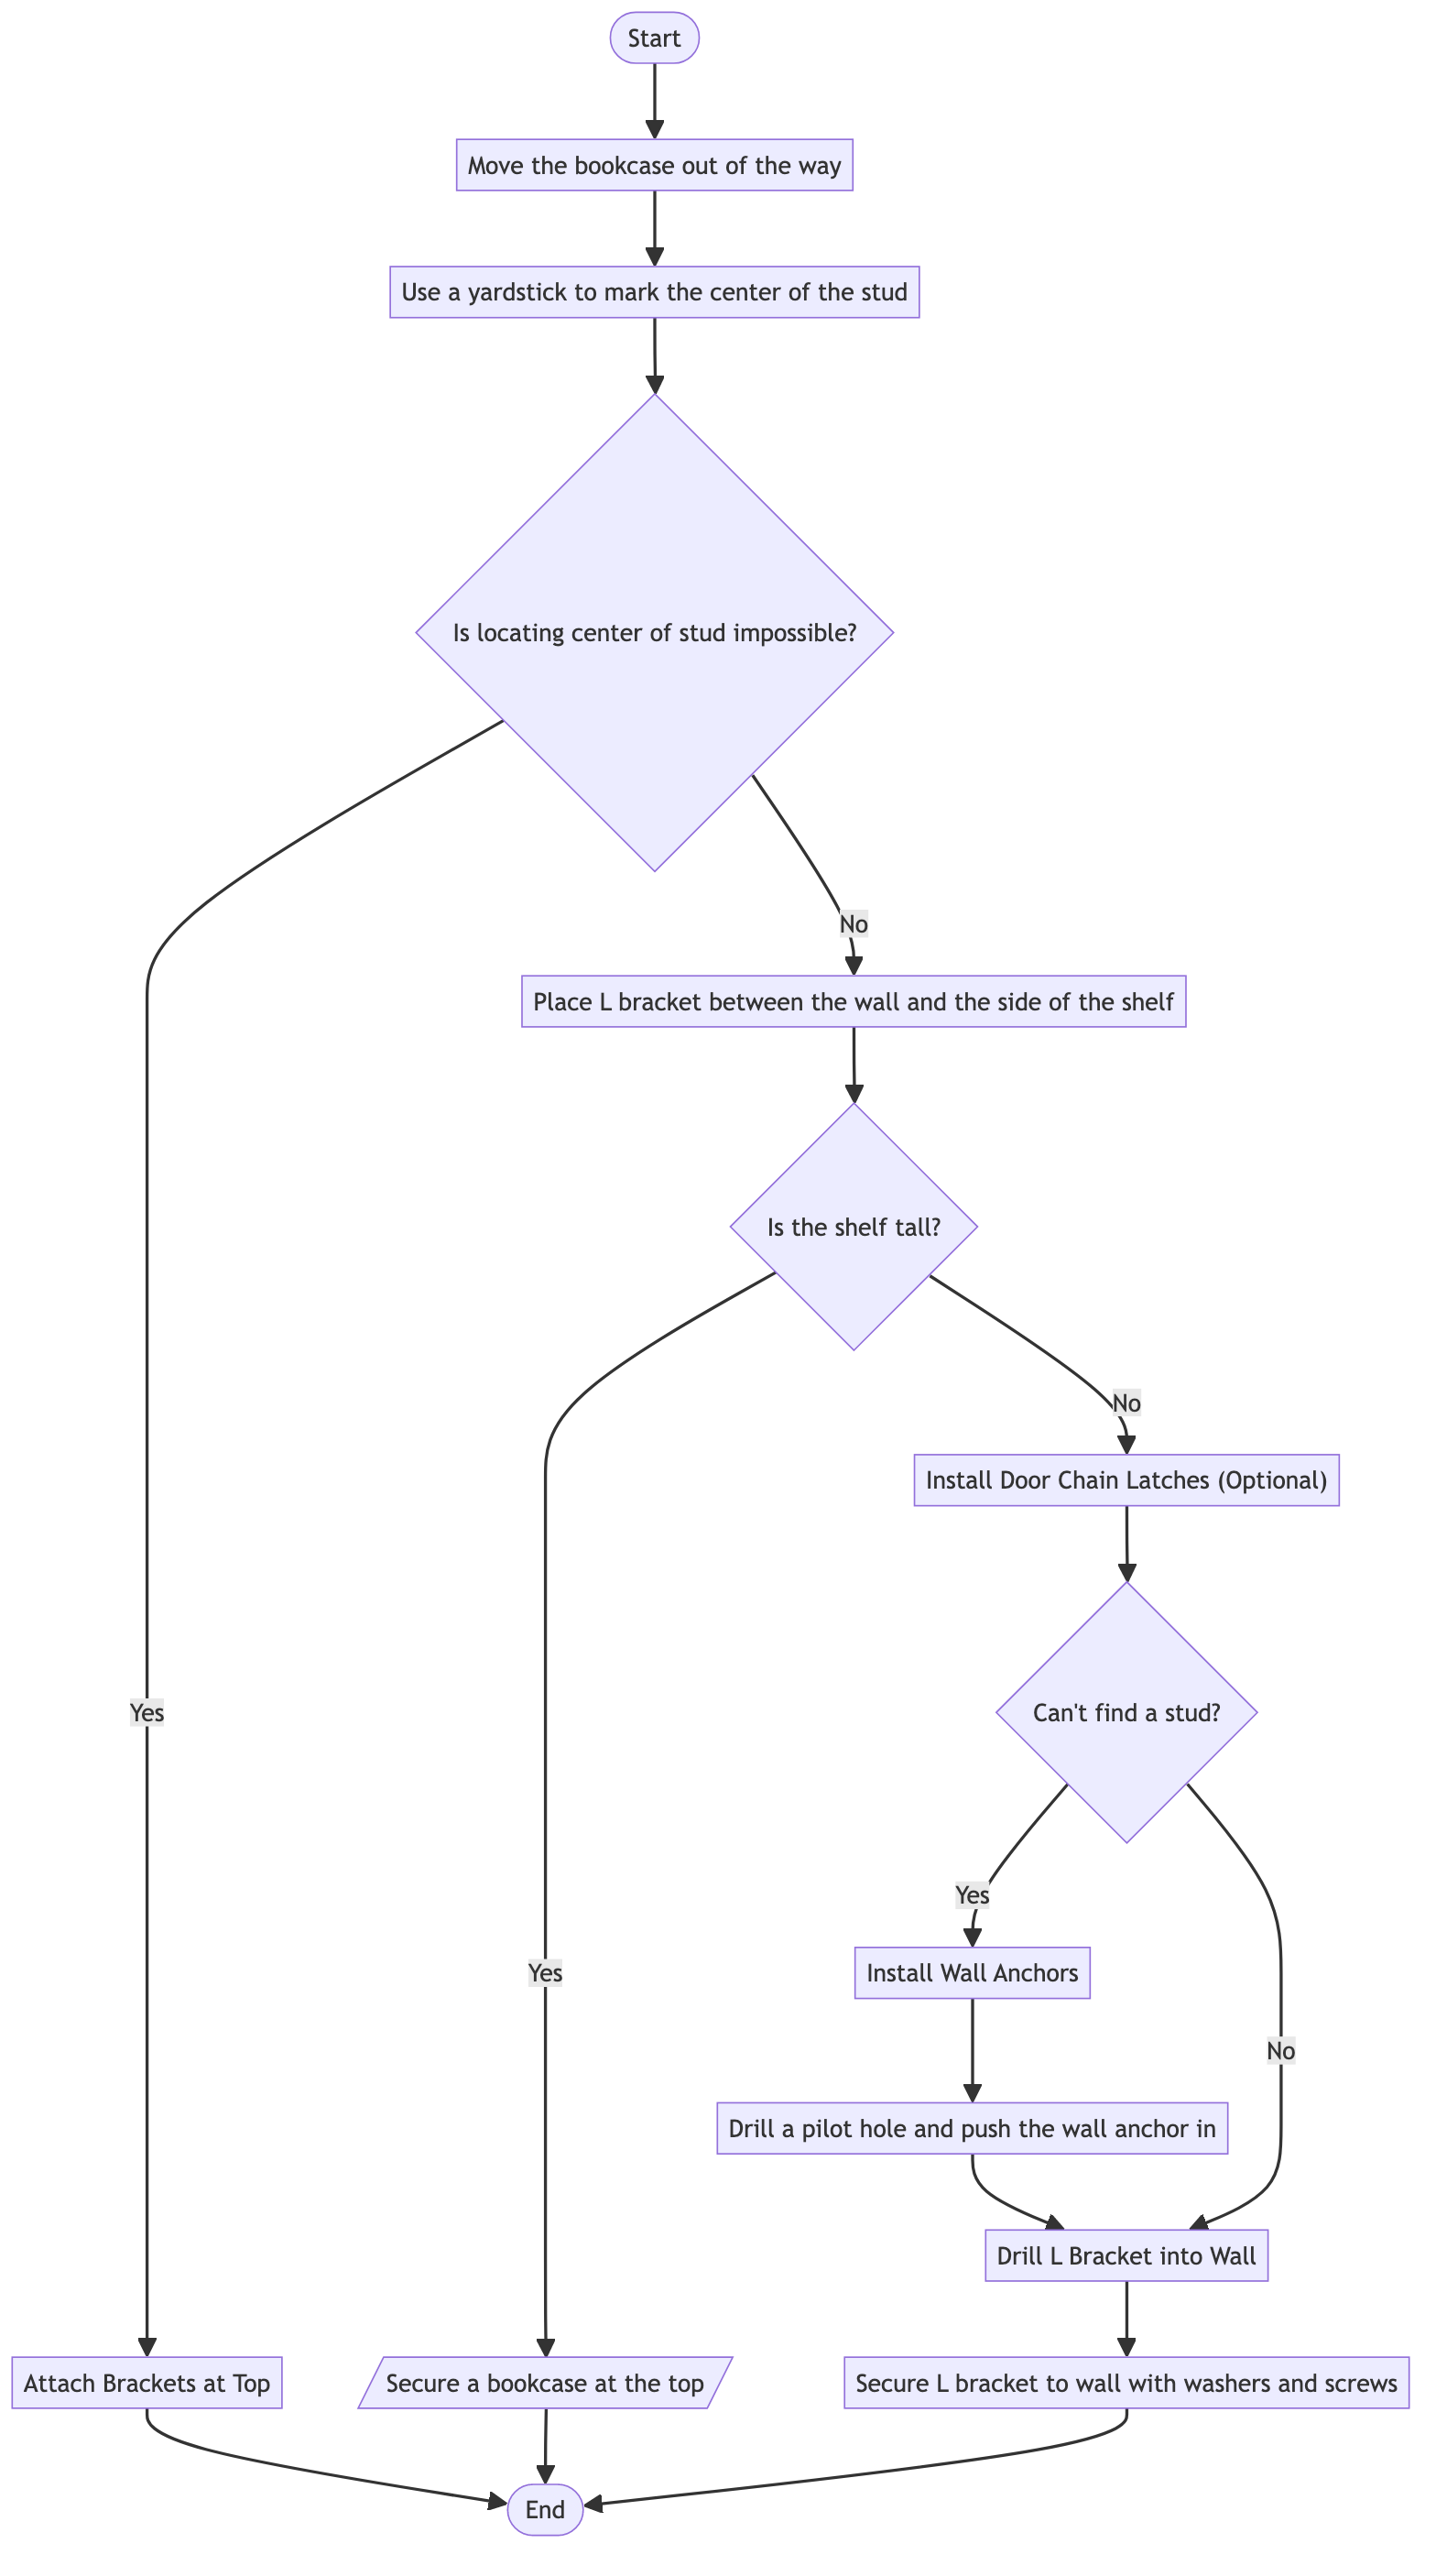 Start
Move the bookcase out of the way
Use a yardstick to mark the center of the stud
Is locating center of stud impossible?
No
Place L bracket between the wall and the side of the shelf
Is the shelf tall?
No
Install Door Chain Latches (Optional)
Yes
Can't find a stud?
Yes
Yes
Install Wall Anchors
No
Drill a pilot hole and push the wall anchor in
Drill L Bracket into Wall
Attach Brackets at Top
Secure a bookcase at the top
Secure L bracket to wall with washers and screws
End